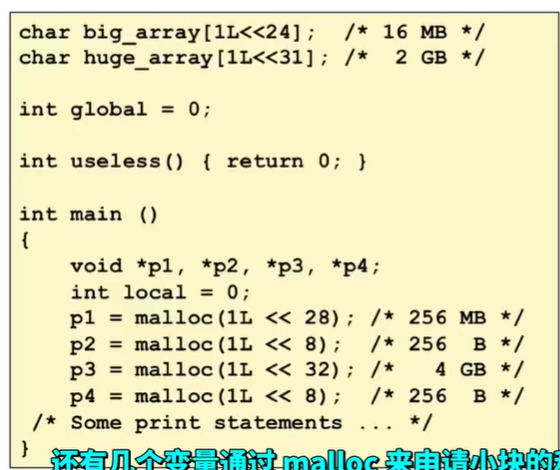 char big_array[1L<<24];  /* 16 MB */
char huge_array[1L<<31]; /*  2 GB */

int global = 0;

int useless() { return 0; }

int main ()
{
    void *p1, *p2, *p3, *p4;
    int local = 0;
    p1 = malloc(1L << 28); /* 256 MB */
    p2 = malloc(1L << 8);  /* 256  B */
    p3 = malloc(1L << 32); /*   4 GB */
    p4 = malloc(1L << 8);  /* 256  B */
 /* Some print statements ... */
}
还有几个变量通过 malloc 来申请小块的